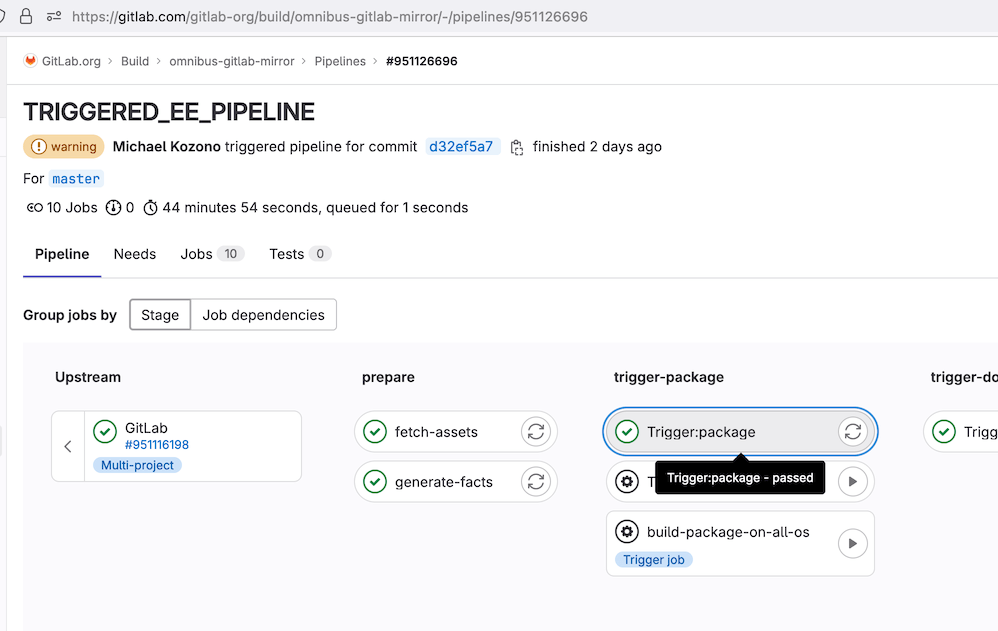 https://gitlab.com/gitlab-org/build/omnibus-gitlab-mirror/-/pipelines/951126696
GitLab.org > Build > omnibus-gitlab-mirror > Pipelines > #951126696
TRIGGERED_EE_PIPELINE
warning Michael Kozono triggered pipeline for commit d32ef5a7 finished 2 days ago
For master
10 Jobs 0 44 minutes 54 seconds, queued for 1 seconds
Pipeline Needs Jobs 10 Tests 0
Group jobs by Stage Job dependencies
Upstream prepare trigger-package trigger-do
GitLab fetch-assets Trigger:package Trigg
#951116198
Multi-project
generate-facts T Trigger:package - passed
build-package-on-all-os
Trigger job